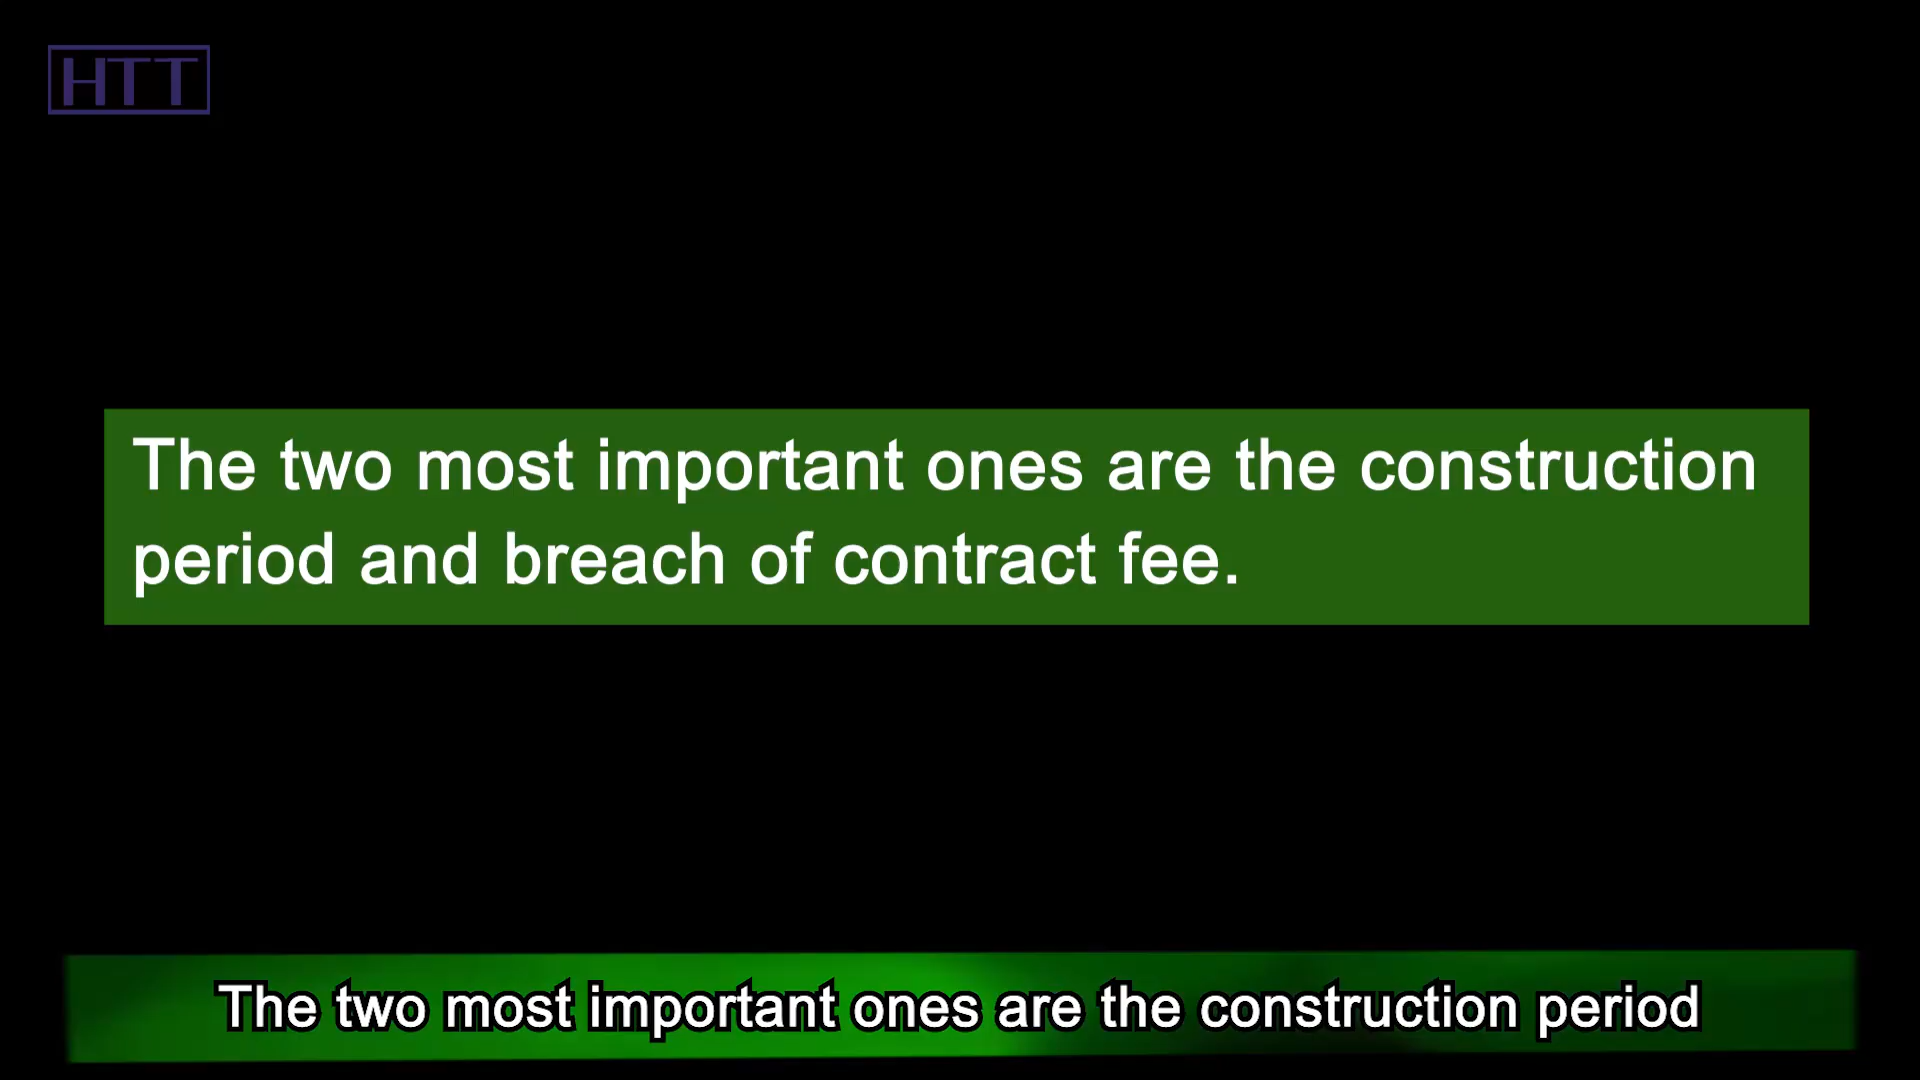 HTT
The two most important ones are the construction
period and breach of contract fee.
The two most important ones are the construction period